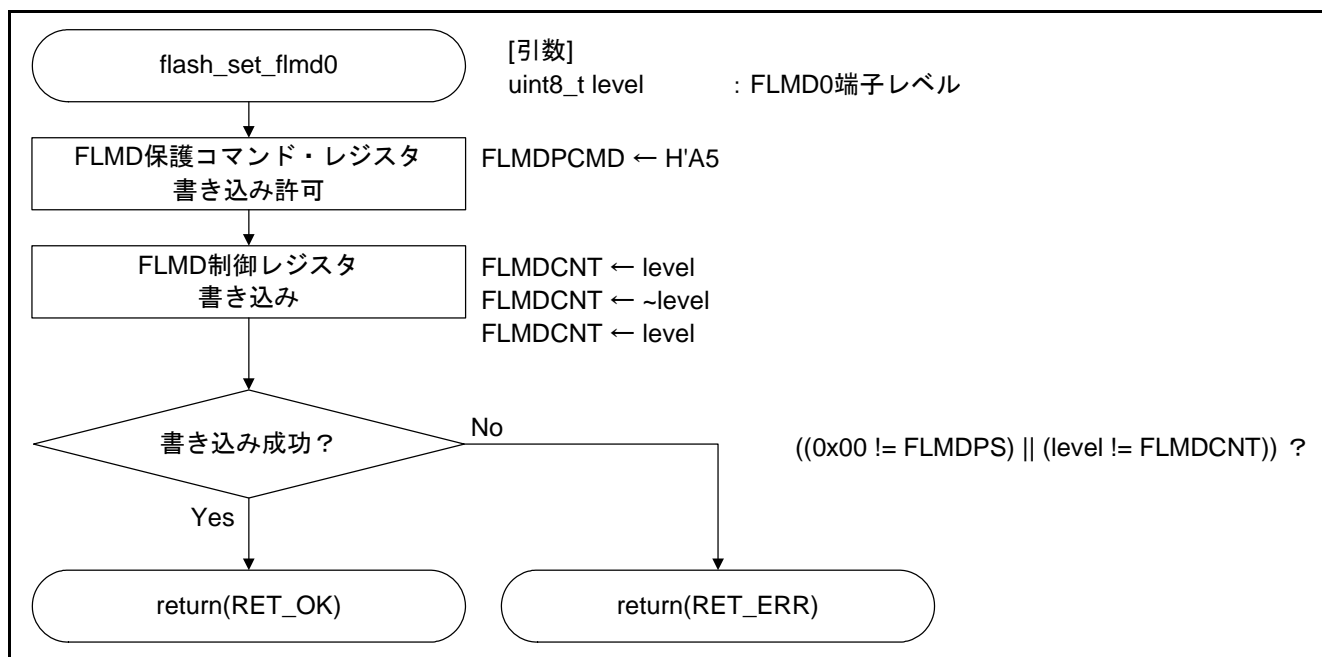 flash_set_flmd0
[引数]
uint8_t level : FLMD0端子レベル
FLMD保護コマンド・レジスタ
書き込み許可
FLMDPCMD ← H'A5
FLMD制御レジスタ
書き込み
FLMDCNT ← level
FLMDCNT ← ~level
FLMDCNT ← level
書き込み成功？
No
((0x00 != FLMDPS) || (level != FLMDCNT)) ？
Yes
return(RET_OK)
return(RET_ERR)